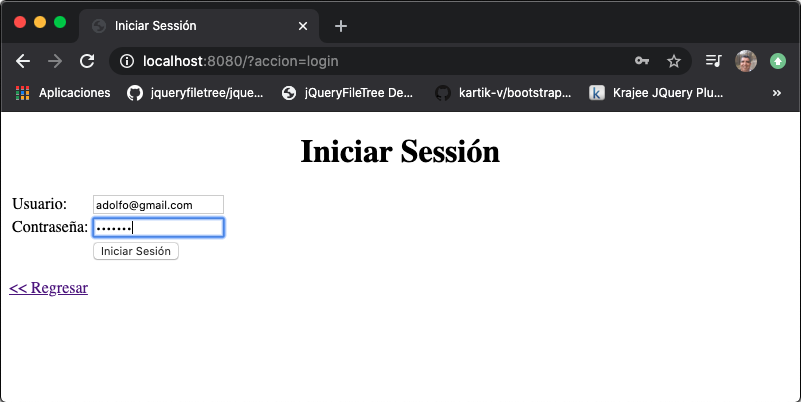 Iniciar Sessión
localhost:8080/?accion=login
Aplicaciones jqueryfiletree/jque... jQueryFileTree De... kartik-v/bootstrap... Krajee JQuery Plu... »
Iniciar Sessión
Usuario: adolfo@gmail.com
Contraseña: •••••••
Iniciar Sesión
<< Regresar